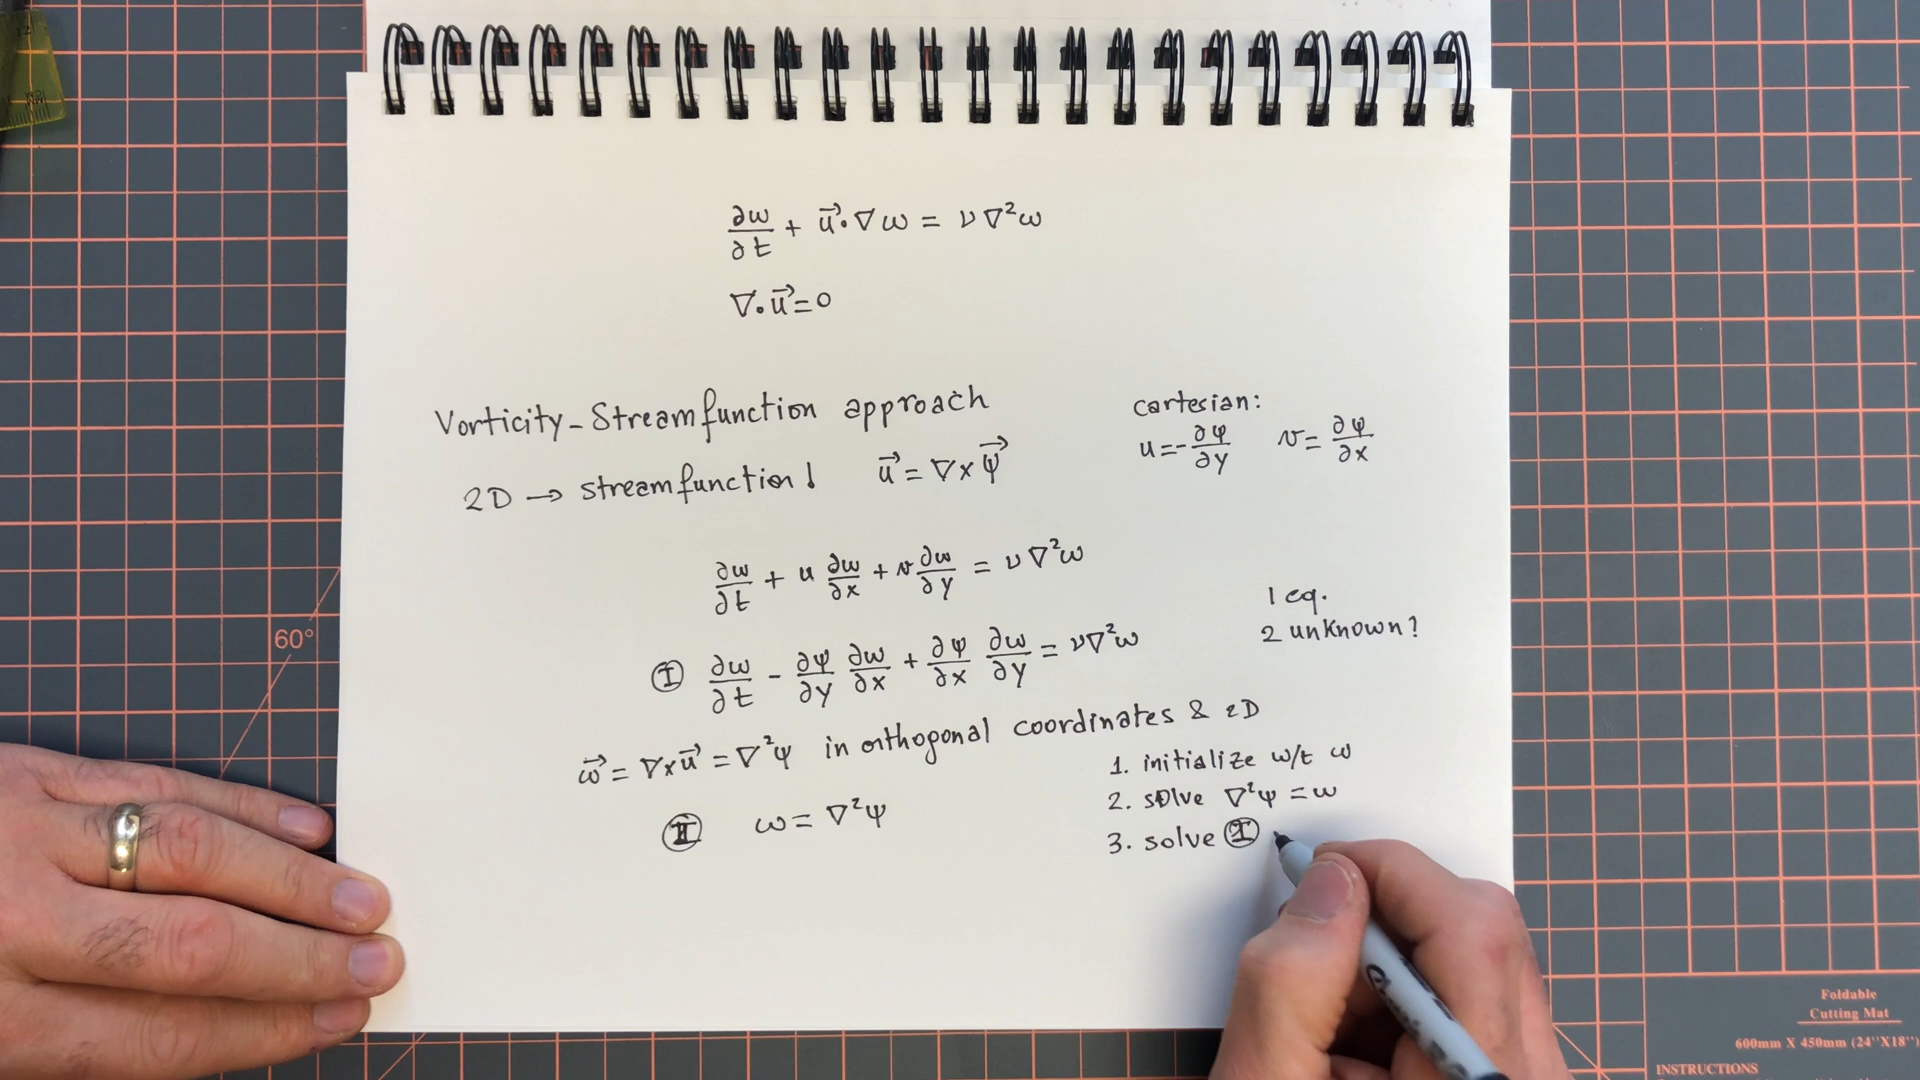 ∂ω/∂t + u⃗·∇ω = ν∇²ω
∇·u⃗=0
Vorticity-Streamfunction approach
2D → streamfunction! u⃗ = ∇×ψ⃗
cartesian:
u=-∂ψ/∂y v=∂ψ/∂x
∂ω/∂t + u ∂ω/∂x + v ∂ω/∂y = ν∇²ω
1 eq.
2 unknown?
Ⓘ ∂ω/∂t - ∂ψ/∂y ∂ω/∂x + ∂ψ/∂x ∂ω/∂y = ν∇²ω
ω⃗ = ∇×u⃗ = ∇²ψ in orthogonal coordinates & 2D
II ω = ∇²ψ
1. initialize w/t ω
2. solve ∇²ψ = ω
3. solve Ⓘ
60°
Foldable
Cutting Mat
600mm X 450mm (24''X18'')
INSTRUCTIONS